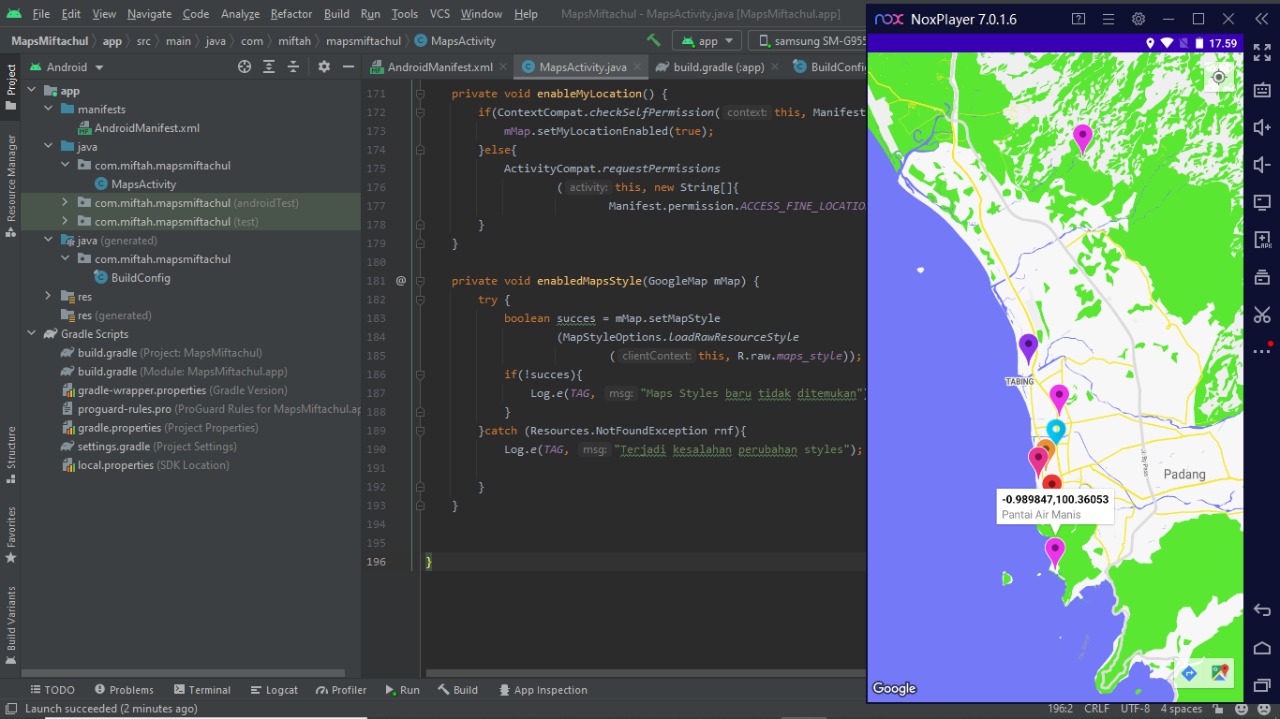 File Edit View Navigate Code Analyze Refactor Build Run Tools VCS Window Help MapsMiftachul - MapsActivity.java [MapsMiftachul.app]
MapsMiftachul app src main java com miftah mapsmiftachul MapsActivity app samsung SM-G955
Android AndroidManifest. MapsActivity.java build.gradle (:app) BuildConfig
Project
Resource Manager
Structure
Favorites
Build Variants
app
manifests
AndroidManifest.xml
java
com.miftah.mapsmiftachul
MapsActivity
com.miftah.mapsmiftachul (androidTest)
com.miftah.mapsmiftachul (test)
java (generated)
com.miftah.mapsmiftachul
BuildConfig
res
res (generated)
Gradle Scripts
build.gradle (Project: MapsMiftachul)
build.gradle (Module: MapsMiftachul.app)
gradle-wrapper.properties (Gradle Version)
proguard-rules.pro (ProGuard Rules for MapsMiftachul.ap
gradle.properties (Project Properties)
settings.gradle (Project Settings)
local.properties (SDK Location)
171 private void enableMyLocation() {
172 if(ContextCompat.checkSelfPermission( context: this, Manifest
173 mMap.setMyLocationEnabled(true);
174 }else{
175 ActivityCompat.requestPermissions
176 ( activity: this, new String[]{
177 Manifest.permission.ACCESS_FINE_LOCATIO
178 }
179 }
180
181 @ private void enabledMapsStyle(GoogleMap mMap) {
182 try {
183 boolean succes = mMap.setMapStyle
184 (MapStyleOptions.loadRawResourceStyle
185 ( clientContext: this, R.raw.maps_style));
186 if(!succes){
187 Log.e(TAG, msg: "Maps Styles baru tidak ditemukan")
188 }
189 }catch (Resources.NotFoundException rnf){
190 Log.e(TAG, msg: "Terjadi kesalahan perubahan styles");
191
192 }
193 }
194
195
196 }
nox NoxPlayer 7.0.1.6
17.59
TABING
Padang
-0.989847,100.36053
Pantai Air Manis
Google
TODO Problems Terminal Logcat Profiler Run Build App Inspection
Launch succeeded (2 minutes ago) 196:2 CRLF UTF-8 4 spaces